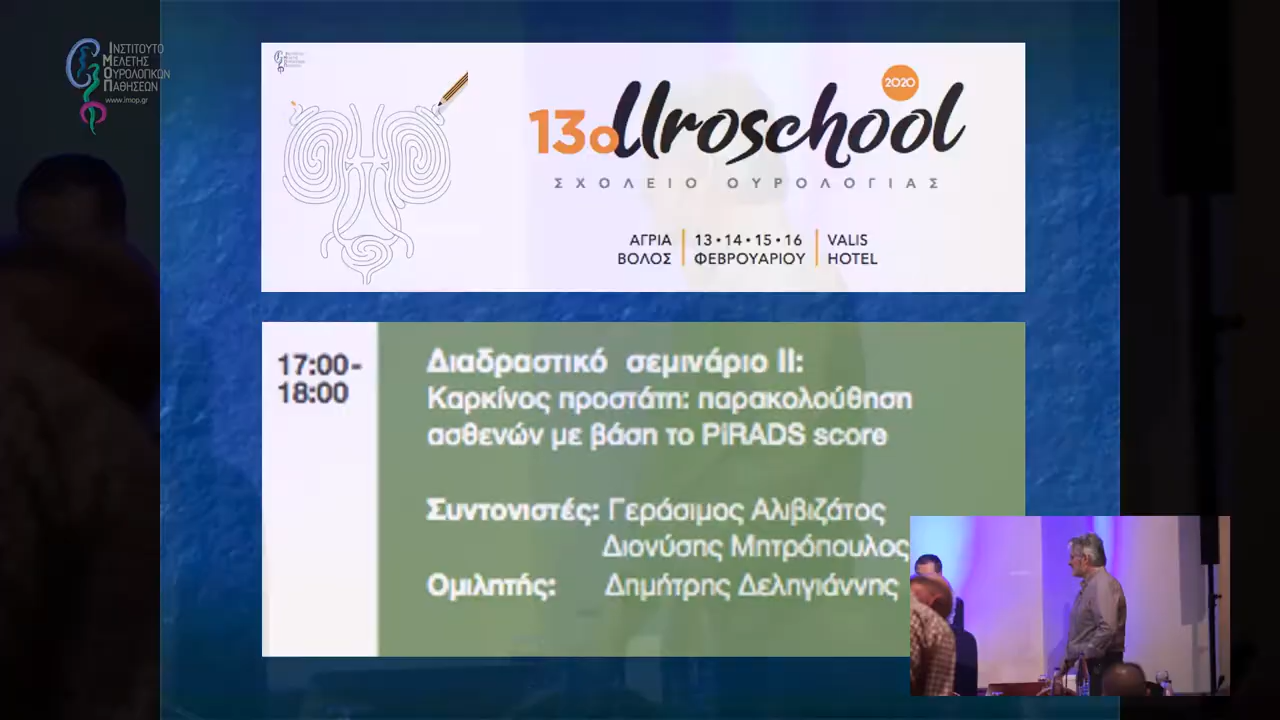 ΙΝΣΤΙΤΟΥΤΟ
ΜΕΛΕΤΗΣ
ΟΥΡΟΛΟΓΙΚΩΝ
ΠΑΘΗΣΕΩΝ
www.imop.gr
2020
13ο Uroschool
ΣΧΟΛΕΙΟ ΟΥΡΟΛΟΓΙΑΣ
ΑΓΡΙΑ
ΒΟΛΟΣ
13•14•15•16
ΦΕΒΡΟΥΑΡΙΟΥ
VALIS
HOTEL
17:00-
18:00
Διαδραστικό σεμινάριο II:
Καρκίνος προστάτη: παρακολούθηση
ασθενών με βάση το PiRADS score
Συντονιστές: Γεράσιμος Αλιβιζάτος
Διονύσης Μητρόπουλος
Ομιλητής: Δημήτρης Δεληγιάννης